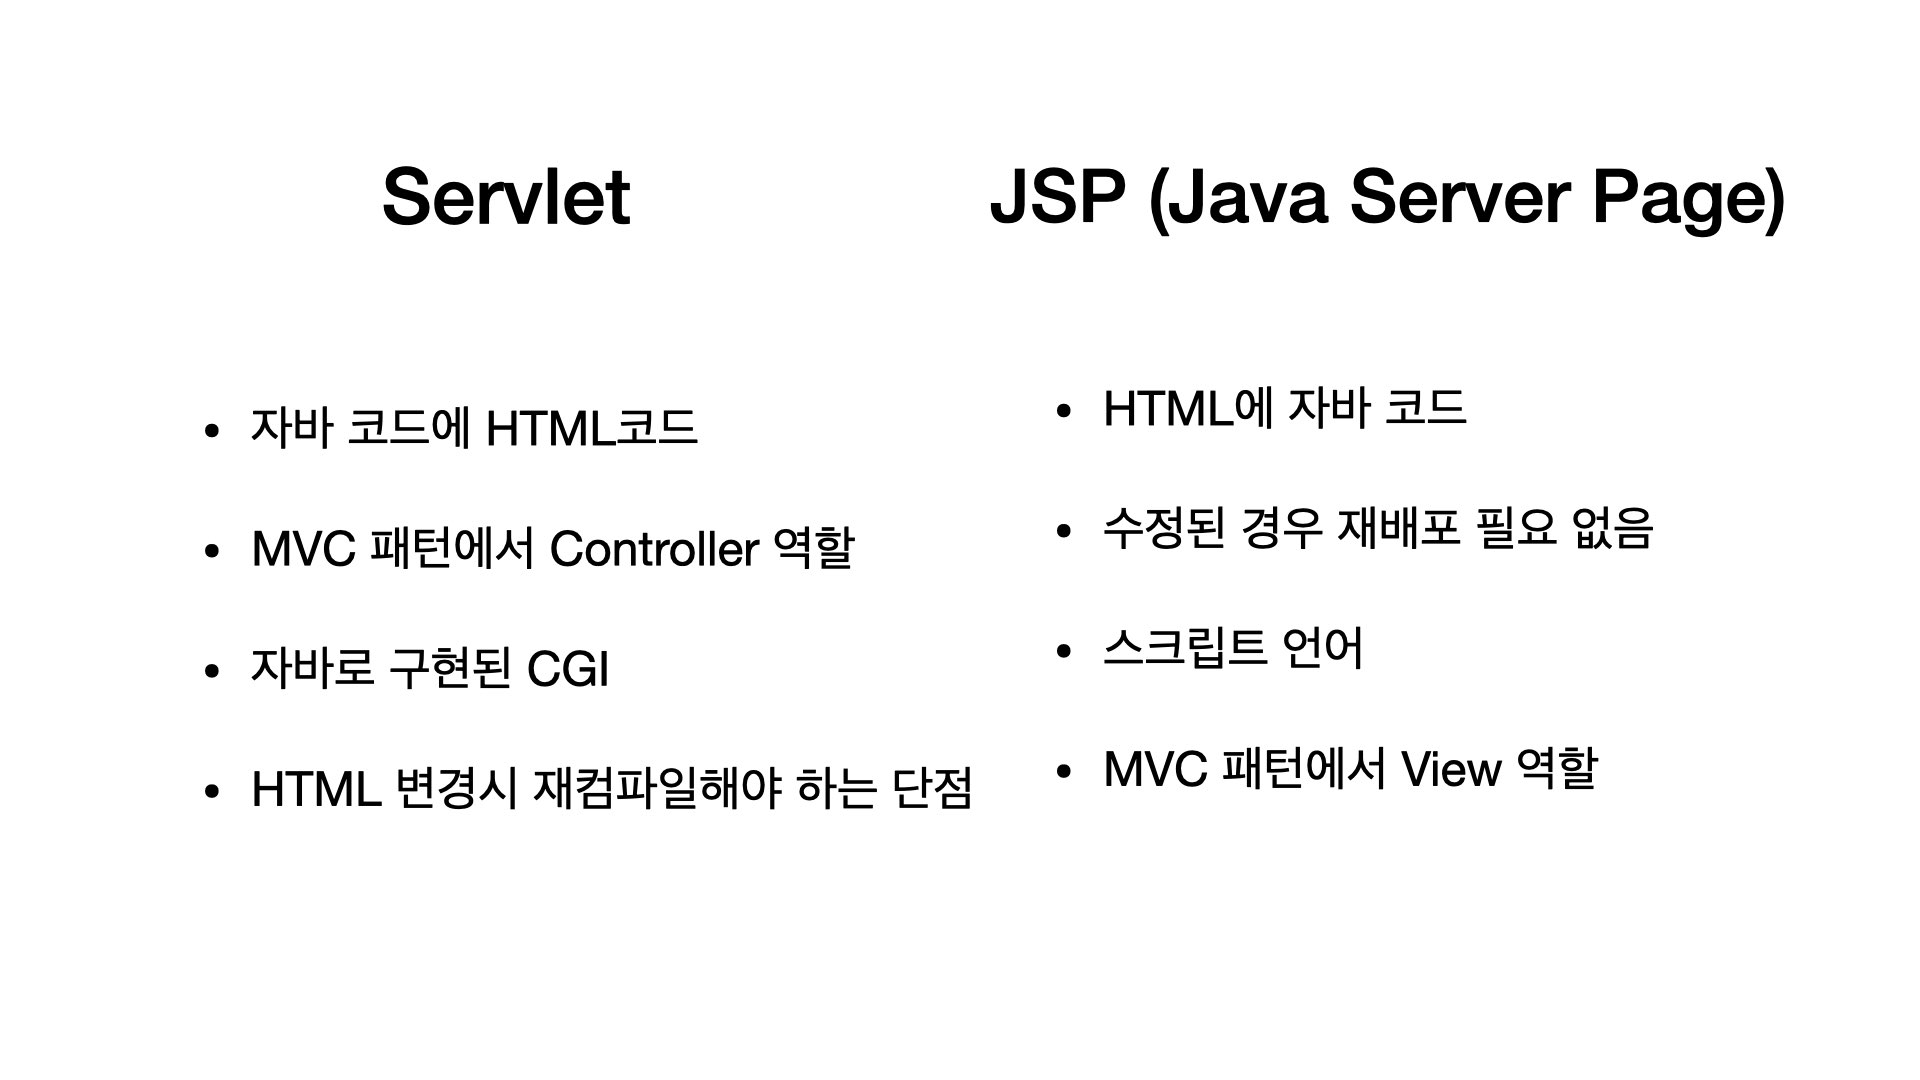 Servlet
• 자바 코드에 HTML코드
• MVC 패턴에서 Controller 역할
• 자바로 구현된 CGI
• HTML 변경시 재컴파일해야 하는 단점
JSP (Java Server Page)
• HTML에 자바 코드
• 수정된 경우 재배포 필요 없음
• 스크립트 언어
• MVC 패턴에서 View 역할